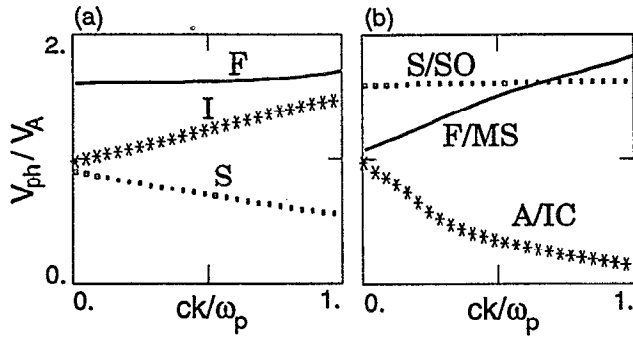 (a)
(b)
2.
F
I
S
S/SO
F/MS
A/IC
V_ph / V_A
0.
0. 1. 0. 1.
ck/ω_p ck/ω_p